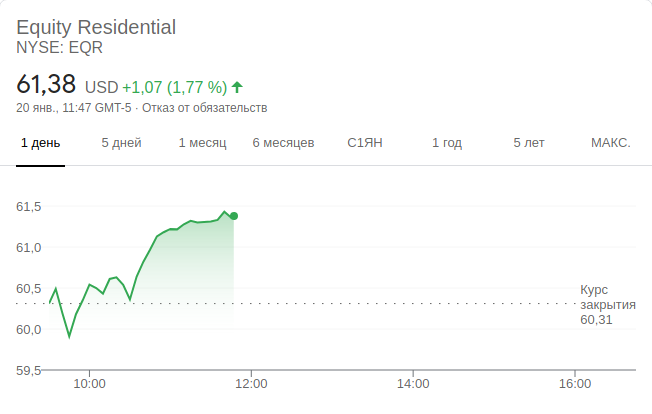 Equity Residential
NYSE: EQR
61,38 USD +1,07 (1,77 %)
20 янв., 11:47 GMT-5 · Отказ от обязательств
1 день 5 дней 1 месяц 6 месяцев С1ЯН 1 год 5 лет МАКС.
61,5
61,0
60,5
60,0
59,5
Курс
закрытия
60,31
10:00 12:00 14:00 16:00